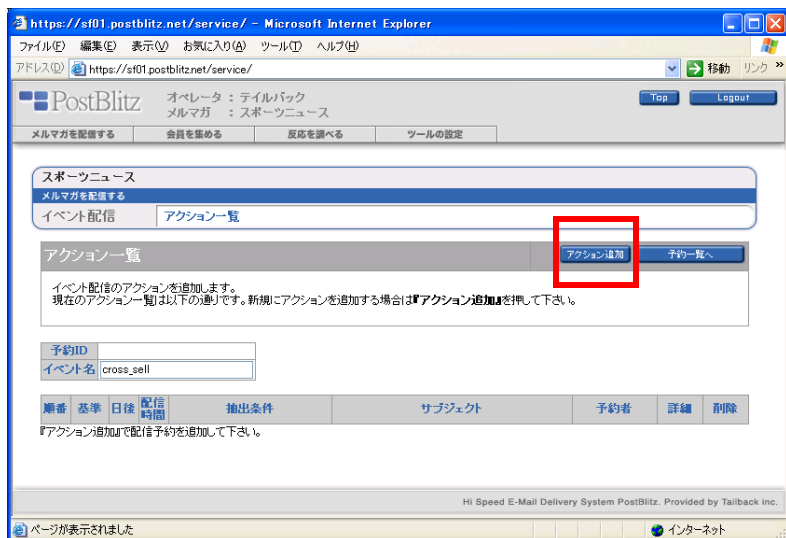 https://sf01.postblitz.net/service/ - Microsoft Internet Explorer
ファイル(F) 編集(E) 表示(V) お気に入り(A) ツール(T) ヘルプ(H)
アドレス(D) https://sf01.postblitz.net/service/ 移動 リンク »
PostBlitz オペレータ : テイルバック Top Logout
メルマガ : スポーツニュース
メルマガを配信する 会員を集める 反応を調べる ツールの設定
スポーツニュース
メルマガを配信する
イベント配信 アクション一覧
アクション一覧 アクション追加 予約一覧へ
イベント配信のアクションを追加します。
現在のアクション一覧は以下の通りです。新規にアクションを追加する場合は『アクション追加』を押して下さい。
予約ID
イベント名 cross_sell
順番 基準 日後 配信時間 抽出条件 サブジェクト 予約者 詳細 削除
『アクション追加』で配信予約を追加して下さい。
Hi Speed E-Mail Delivery System PostBlitz. Provided by Tailback inc.
ページが表示されました インターネット